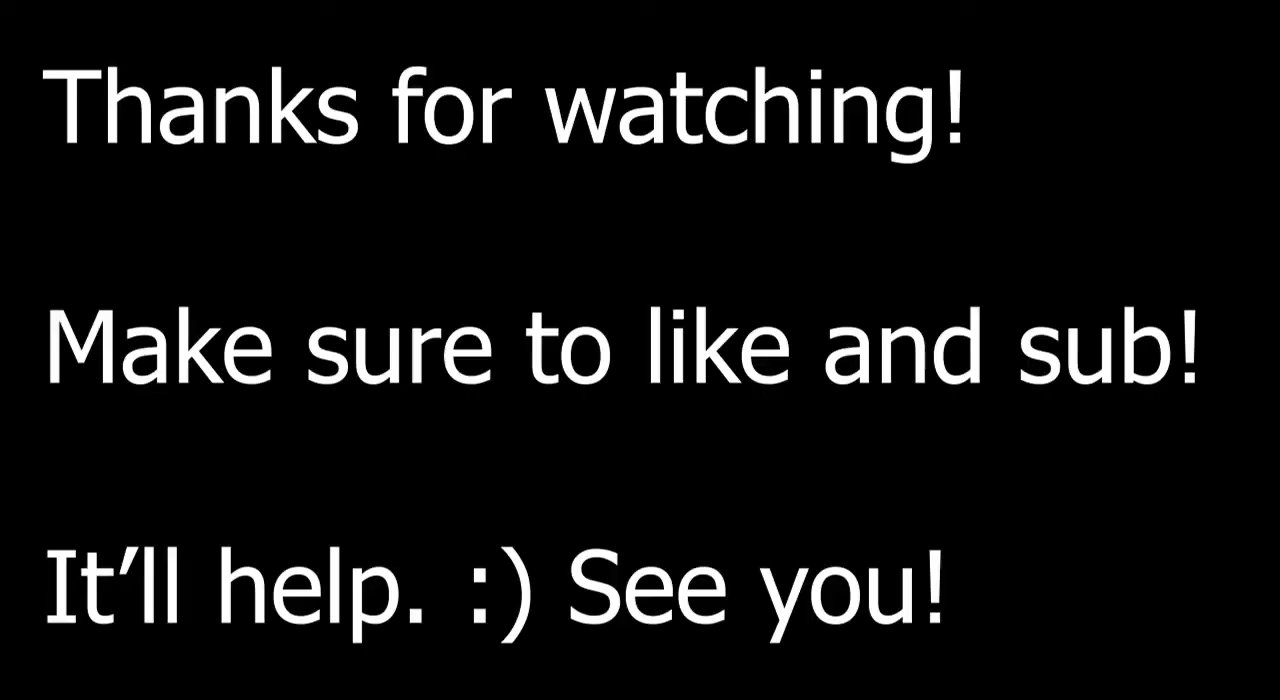 Thanks for watching!
Make sure to like and sub!
It’ll help. :) See you!